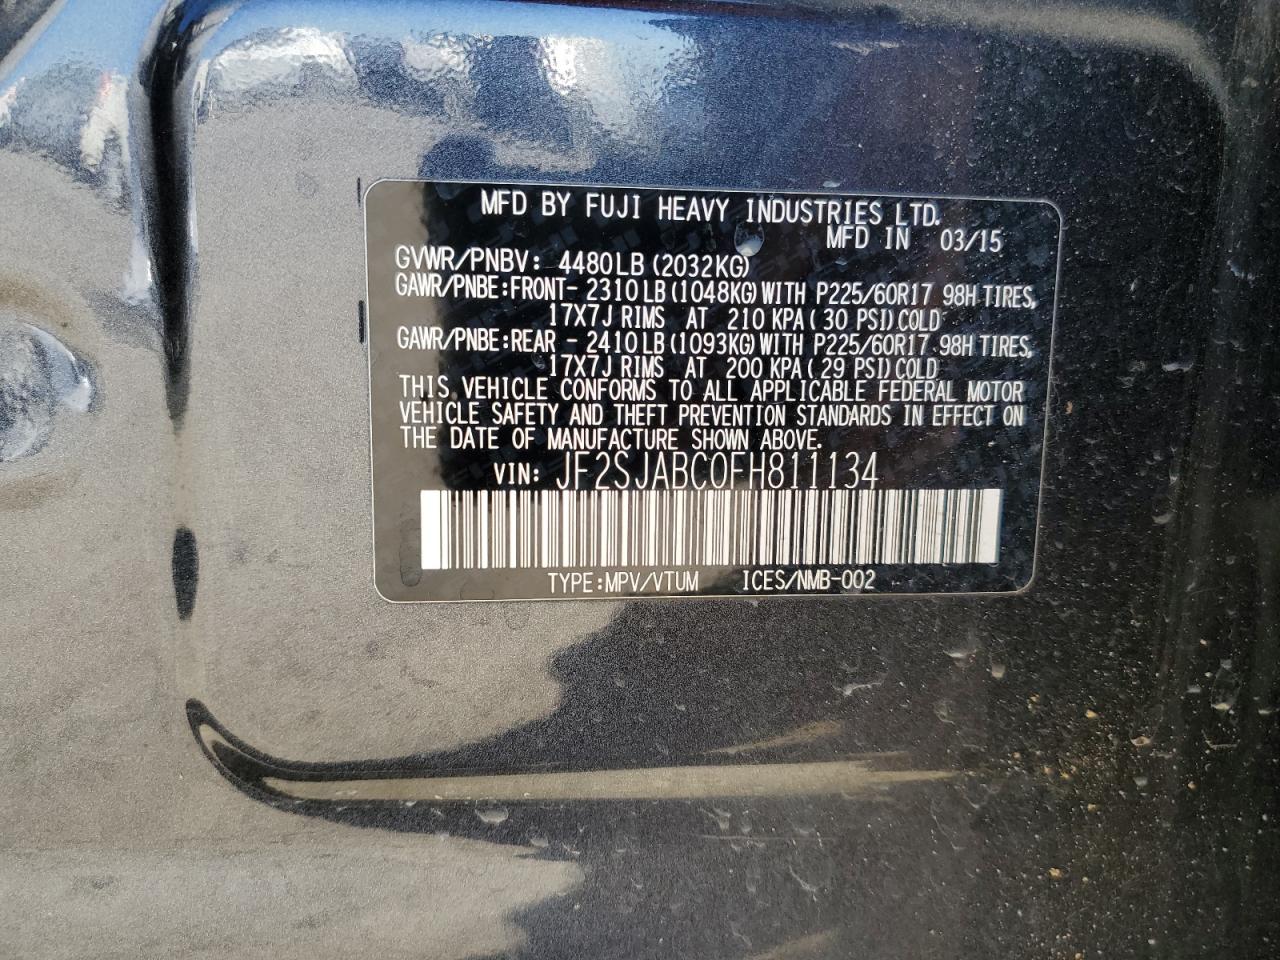 MFD BY FUJI HEAVY INDUSTRIES LTD.
MFD IN 03/15
GVWR/PNBV: 4480LB(2032KG)
GAWR/PNBE:FRONT- 2310LB(1048KG)WITH P225/60R17 98H TIRES,
17X7J RIMS AT 210 KPA(30 PSI)COLD
GAWR/PNBE:REAR - 2410LB(1093KG)WITH P225/60R17 98H TIRES,
17X7J RIMS AT 200 KPA(29 PSI)COLD
THIS VEHICLE CONFORMS TO ALL APPLICABLE FEDERAL MOTOR
VEHICLE SAFETY AND THEFT PREVENTION STANDARDS IN EFFECT ON
THE DATE OF MANUFACTURE SHOWN ABOVE.
VIN: JF2SJABC0FH811134
TYPE:MPV/VTUM ICES/NMB-002